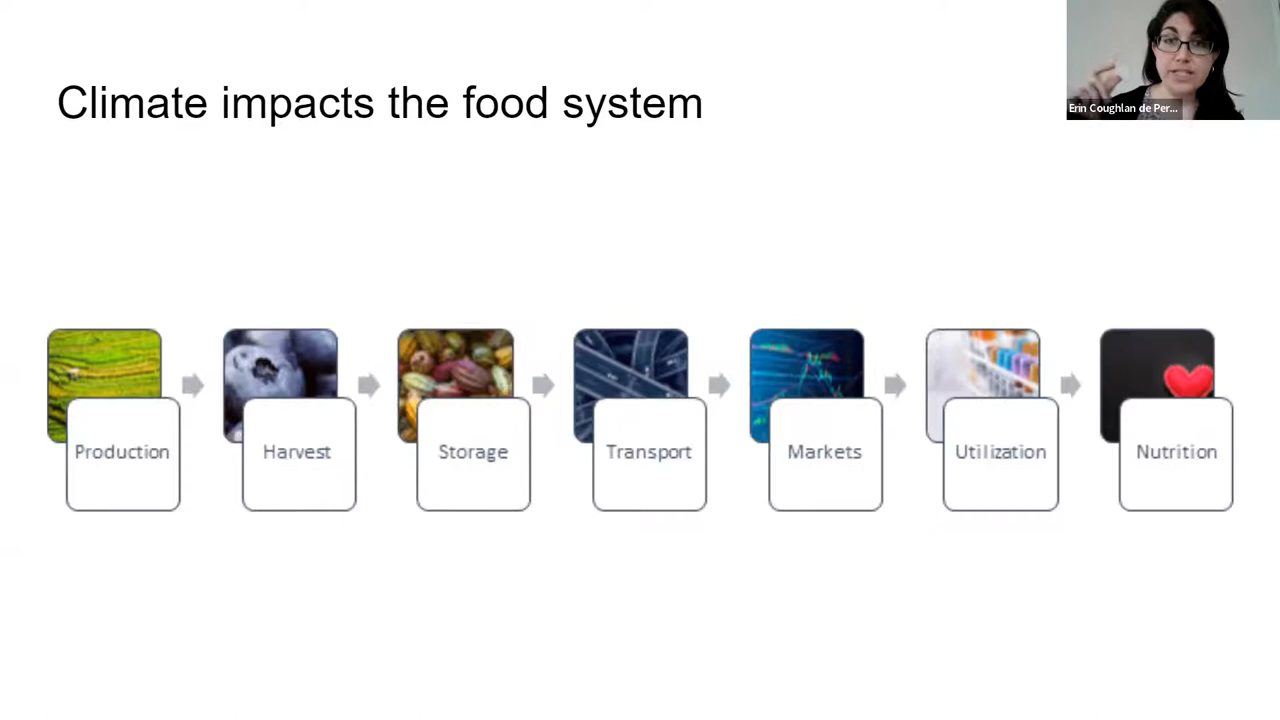 Climate impacts the food system
Erin Coughlan de Per...
Production
Harvest
Storage
Transport
Markets
Utilization
Nutrition